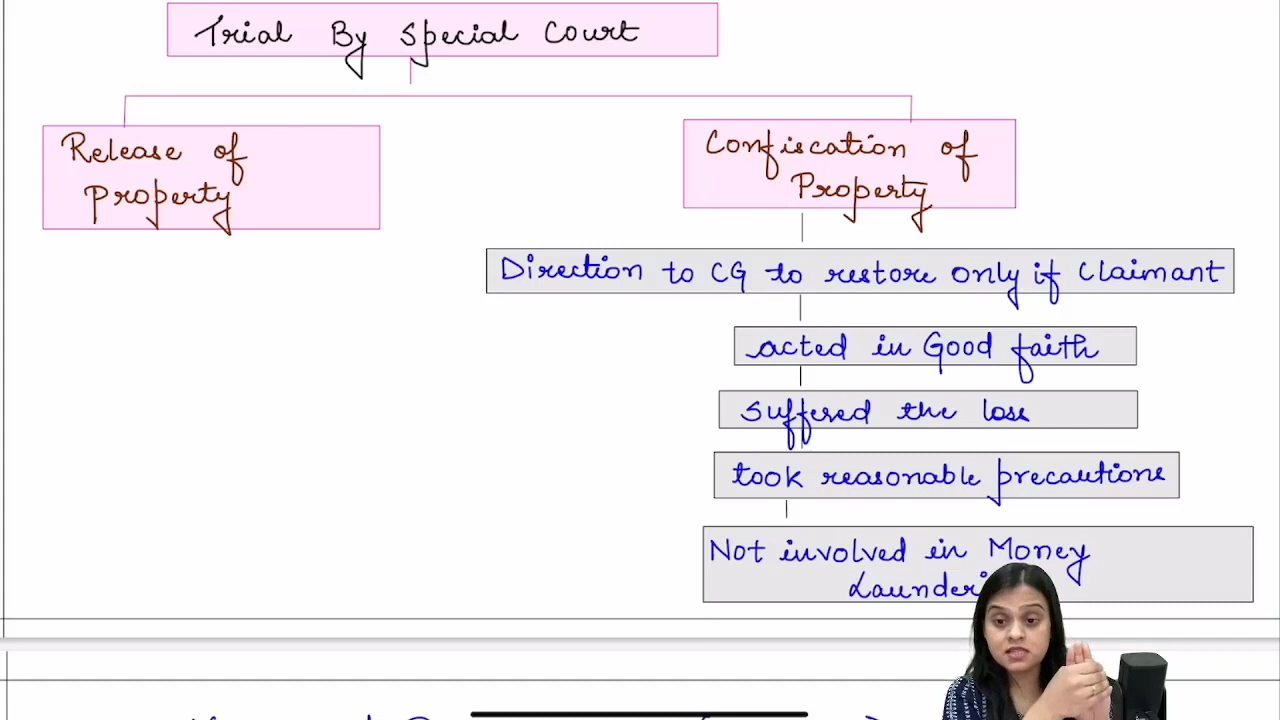 Trial By Special Court
Release of
Property
Confiscation of
Property
Direction to CG to restore only if Claimant
acted in Good faith
suffered the loss
took reasonable precautions
Not involved in Money